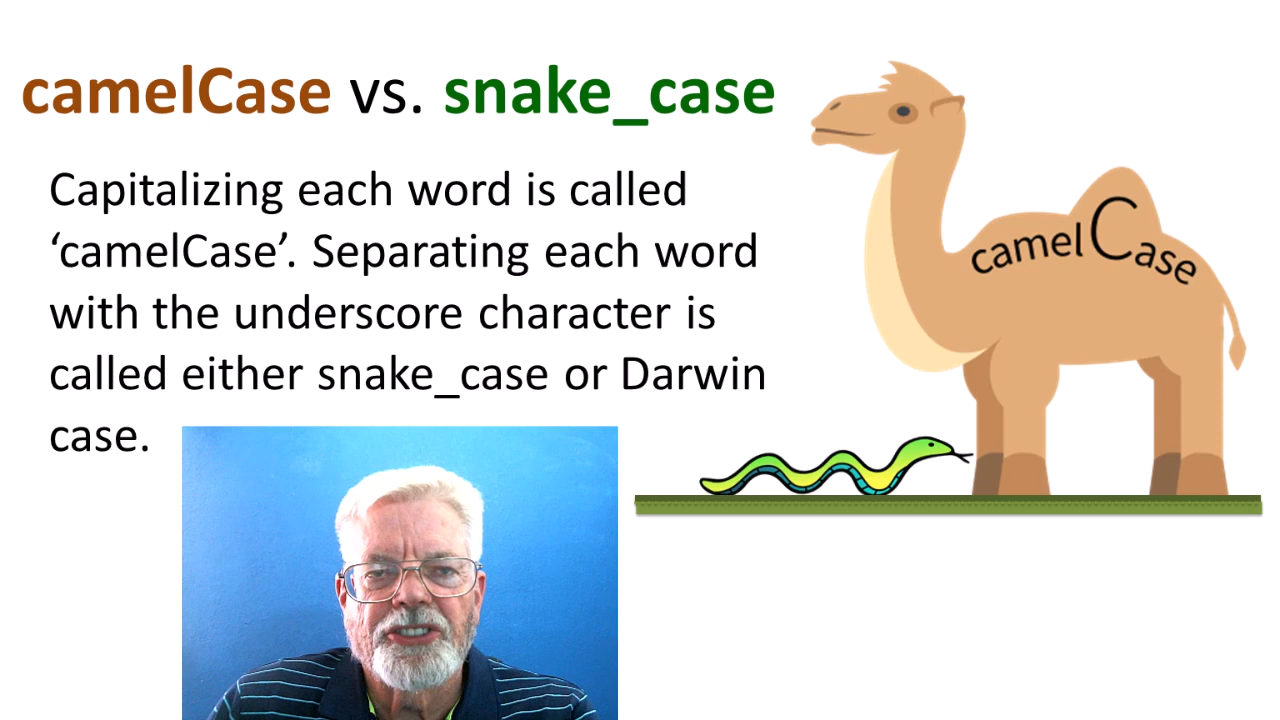 camelCase vs. snake_case
Capitalizing each word is called
‘camelCase’. Separating each word
with the underscore character is
called either snake_case or Darwin
case.
camelCase